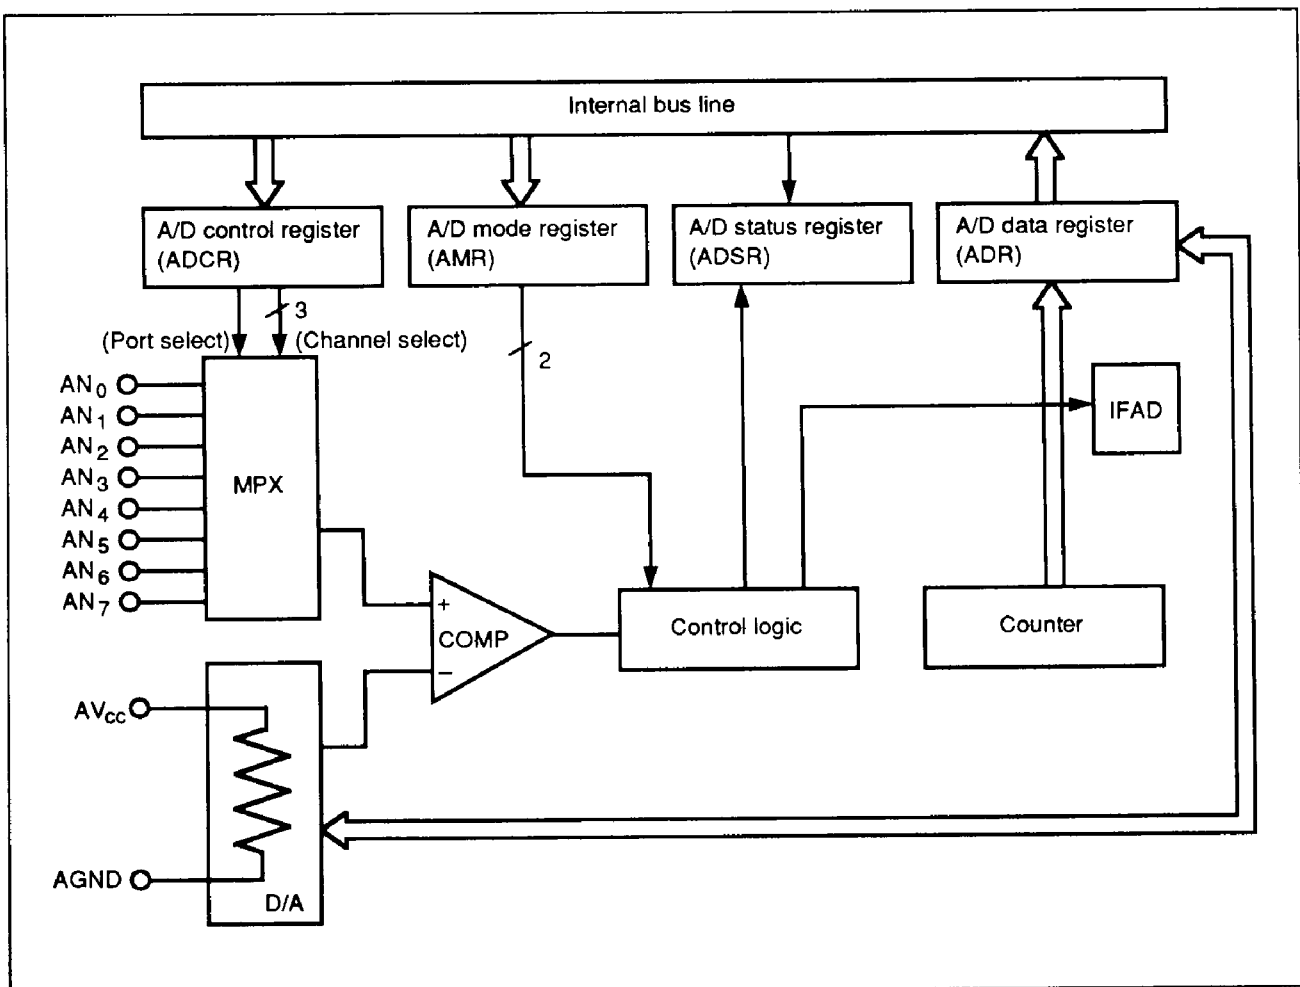 Internal bus line
A/D control register
(ADCR)
A/D mode register
(AMR)
A/D status register
(ADSR)
A/D data register
(ADR)
3
(Port select)
(Channel select)
2
AN0
AN1
AN2
AN3
AN4
AN5
AN6
AN7
MPX
IFAD
+
COMP
−
Control logic
Counter
AVcc
AGND
D/A